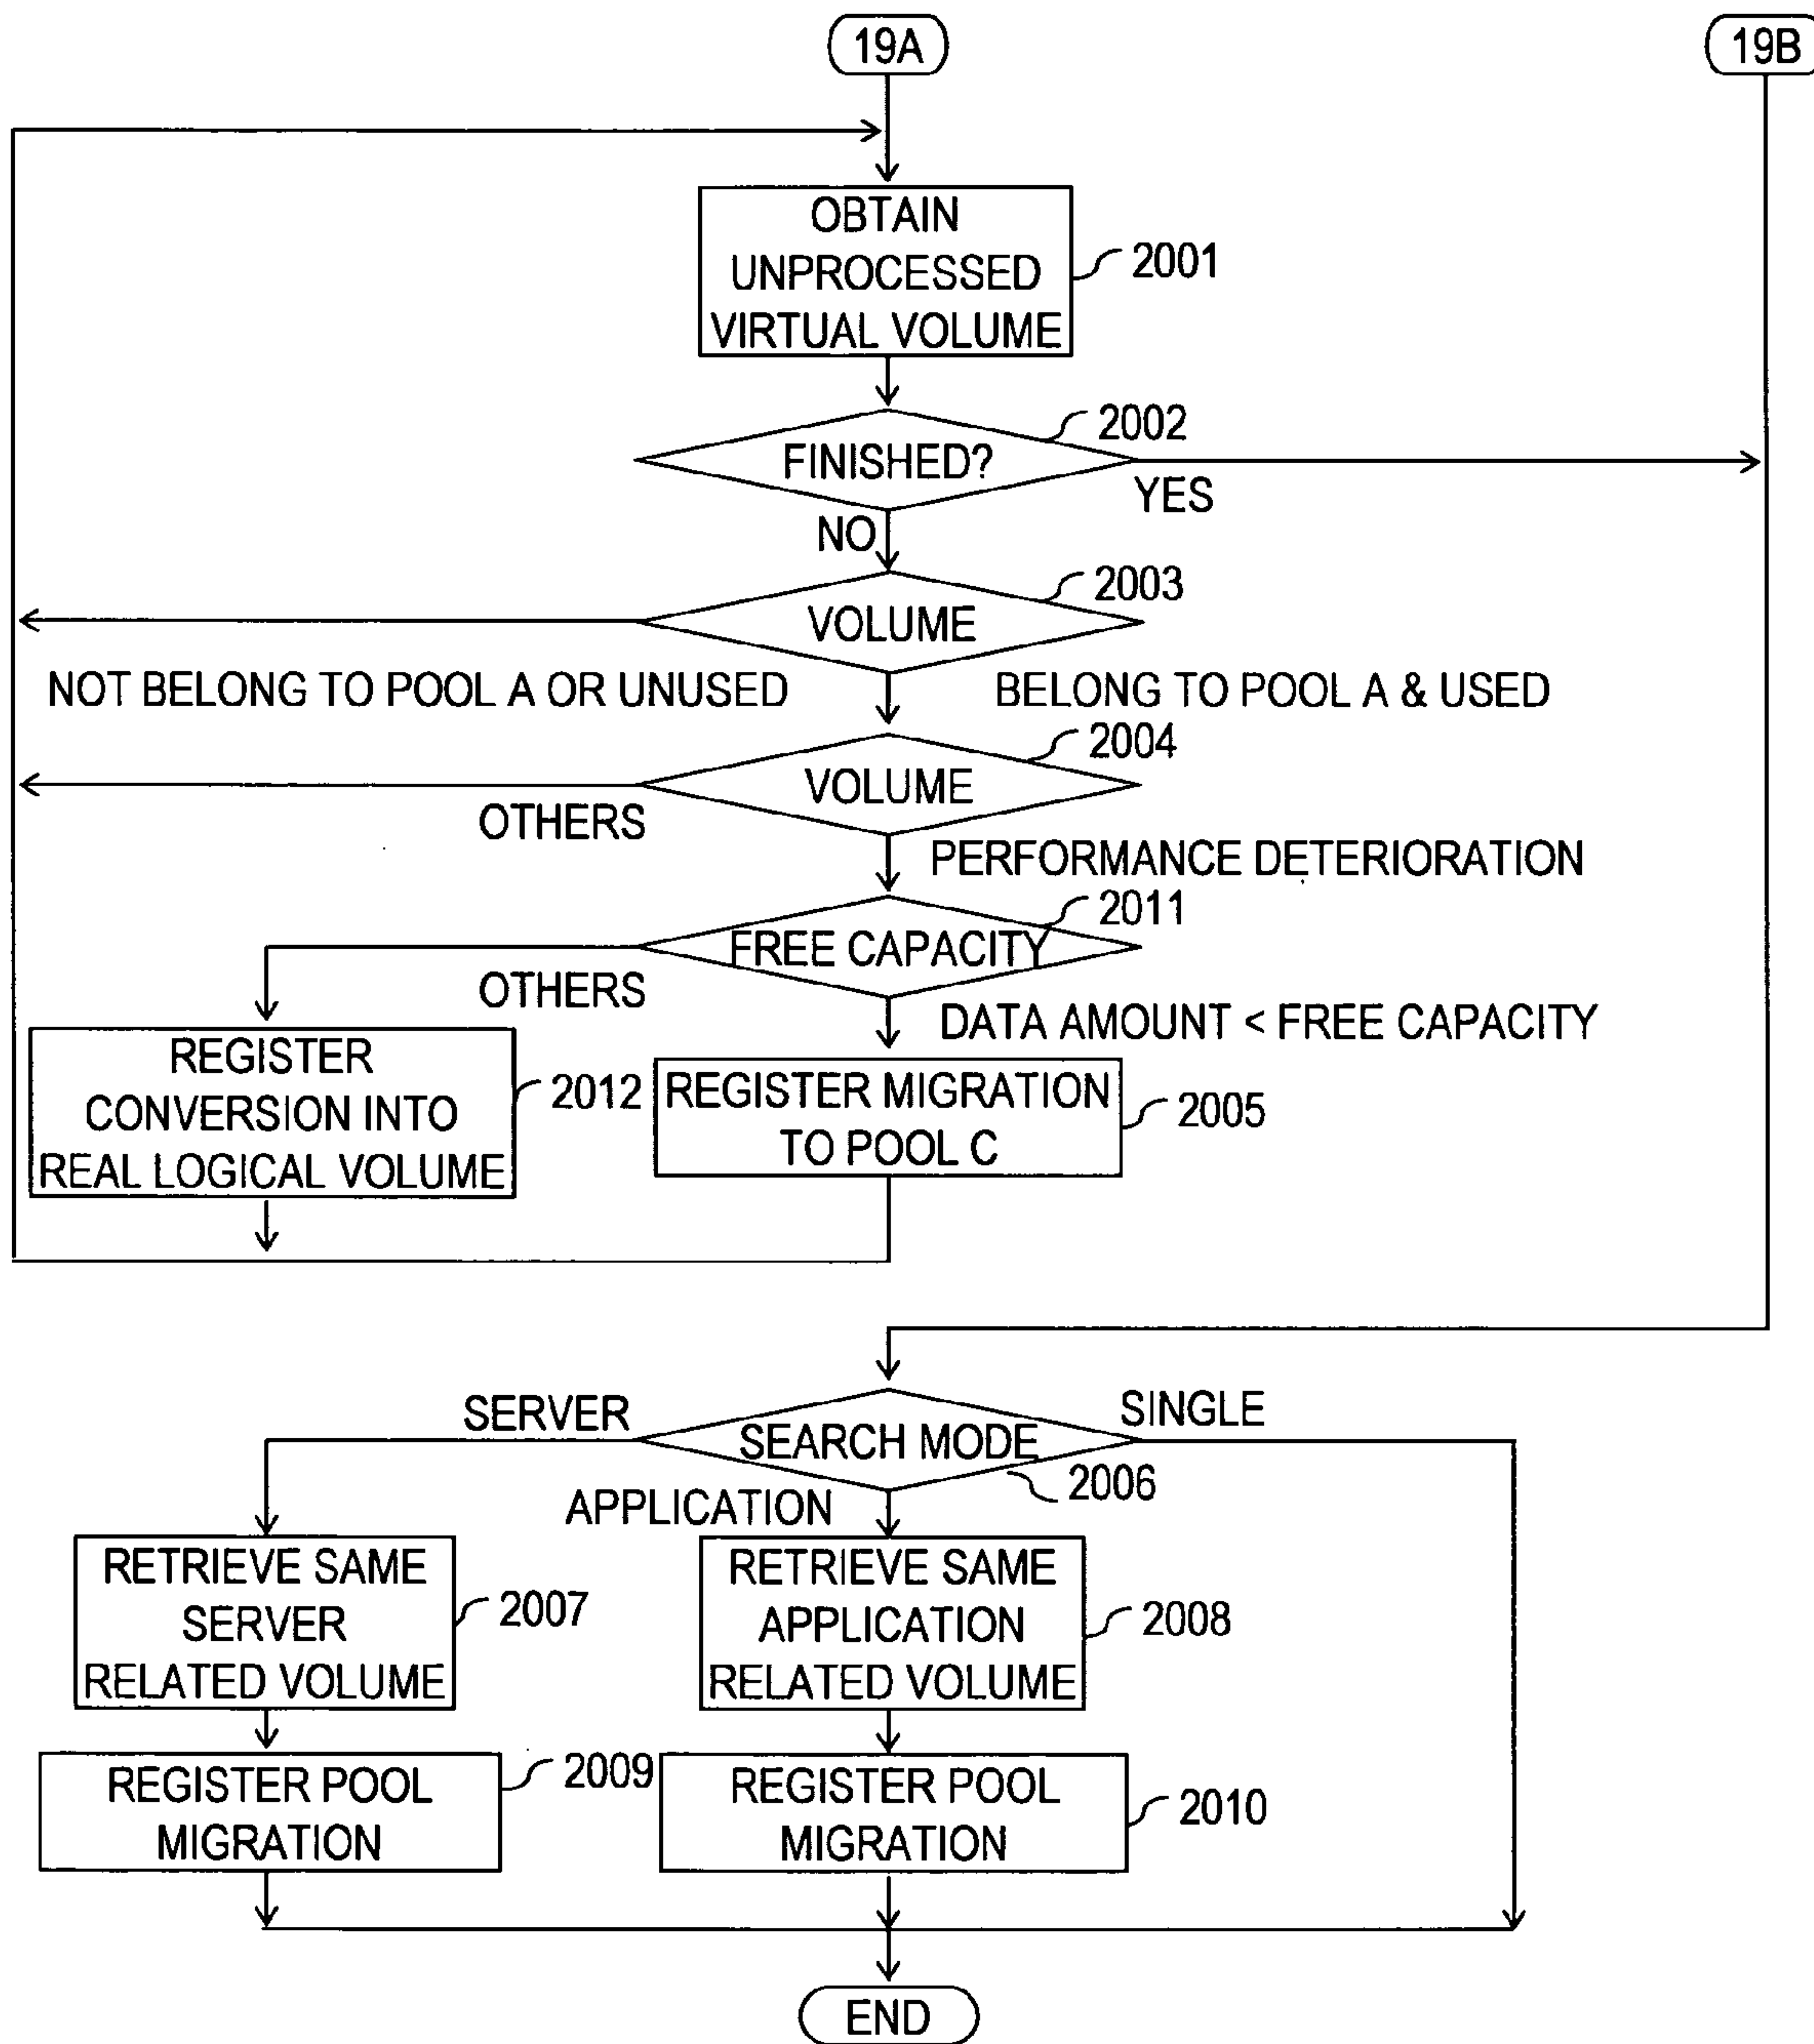 19A
19B
OBTAIN
UNPROCESSED
VIRTUAL VOLUME
2001
2002
FINISHED?
YES
NO
2003
VOLUME
NOT BELONG TO POOL A OR UNUSED
BELONG TO POOL A & USED
2004
VOLUME
OTHERS
PERFORMANCE DETERIORATION
2011
FREE CAPACITY
OTHERS
DATA AMOUNT < FREE CAPACITY
REGISTER
CONVERSION INTO
REAL LOGICAL VOLUME
2012
REGISTER MIGRATION
TO POOL C
2005
SERVER
SINGLE
SEARCH MODE
2006
APPLICATION
RETRIEVE SAME
SERVER
RELATED VOLUME
2007
RETRIEVE SAME
APPLICATION
RELATED VOLUME
2008
REGISTER POOL
MIGRATION
2009
REGISTER POOL
MIGRATION
2010
END